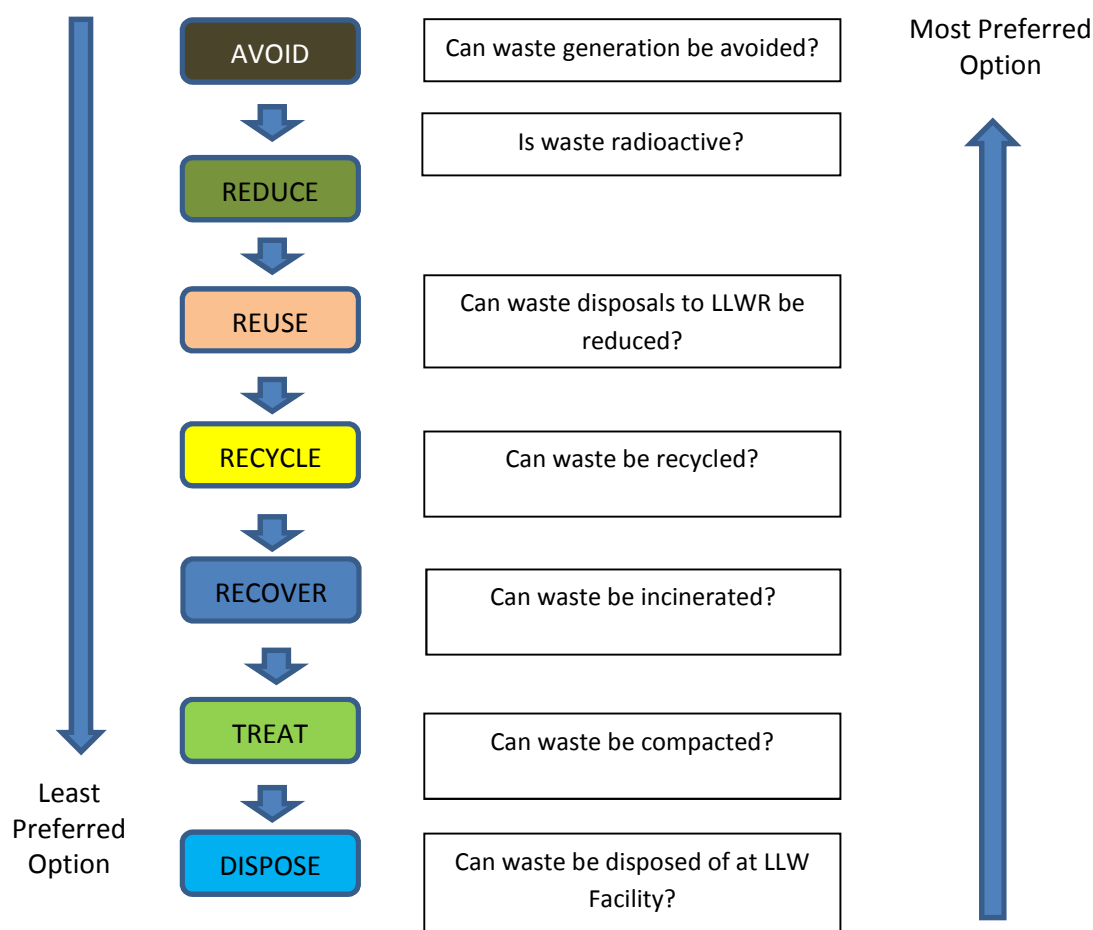 AVOID
Can waste generation be avoided?
Most Preferred
Option
Is waste radioactive?
REDUCE
REUSE
Can waste disposals to LLWR be
reduced?
RECYCLE
Can waste be recycled?
RECOVER
Can waste be incinerated?
TREAT
Can waste be compacted?
Least
Preferred
Option
DISPOSE
Can waste be disposed of at LLW
Facility?